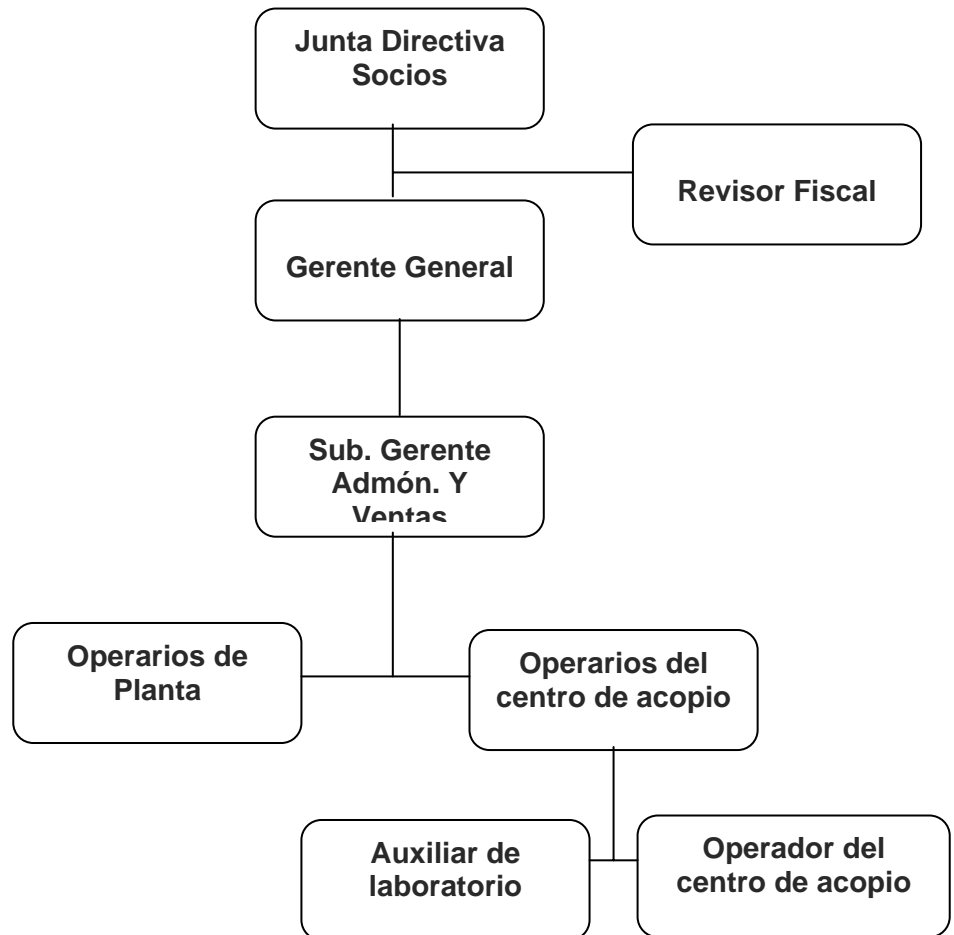 Junta Directiva
Socios
Revisor Fiscal
Gerente General
Sub. Gerente
Admón. Y
Ventas
Operarios de
Planta
Operarios del
centro de acopio
Auxiliar de
laboratorio
Operador del
centro de acopio